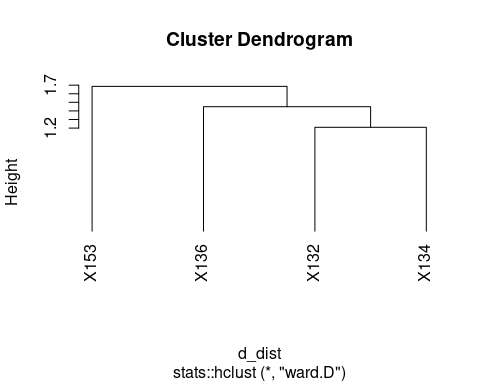 Cluster Dendrogram
Height
1.7
1.2
X153
X136
X132
X134
d_dist
stats::hclust (*, "ward.D")